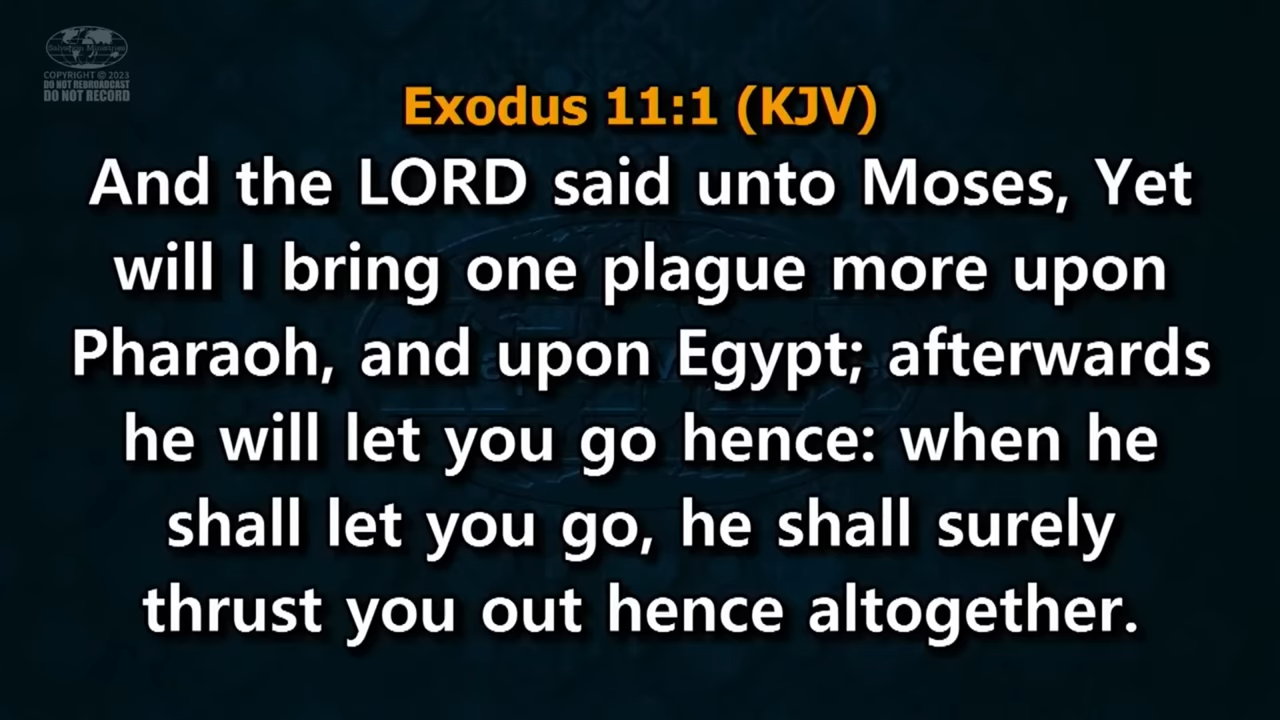 Salvation Ministries
COPYRIGHT © 2023
DO NOT REBROADCAST
DO NOT RECORD
Exodus 11:1 (KJV)
And the LORD said unto Moses, Yet
will I bring one plague more upon
Pharaoh, and upon Egypt; afterwards
he will let you go hence: when he
shall let you go, he shall surely
thrust you out hence altogether.